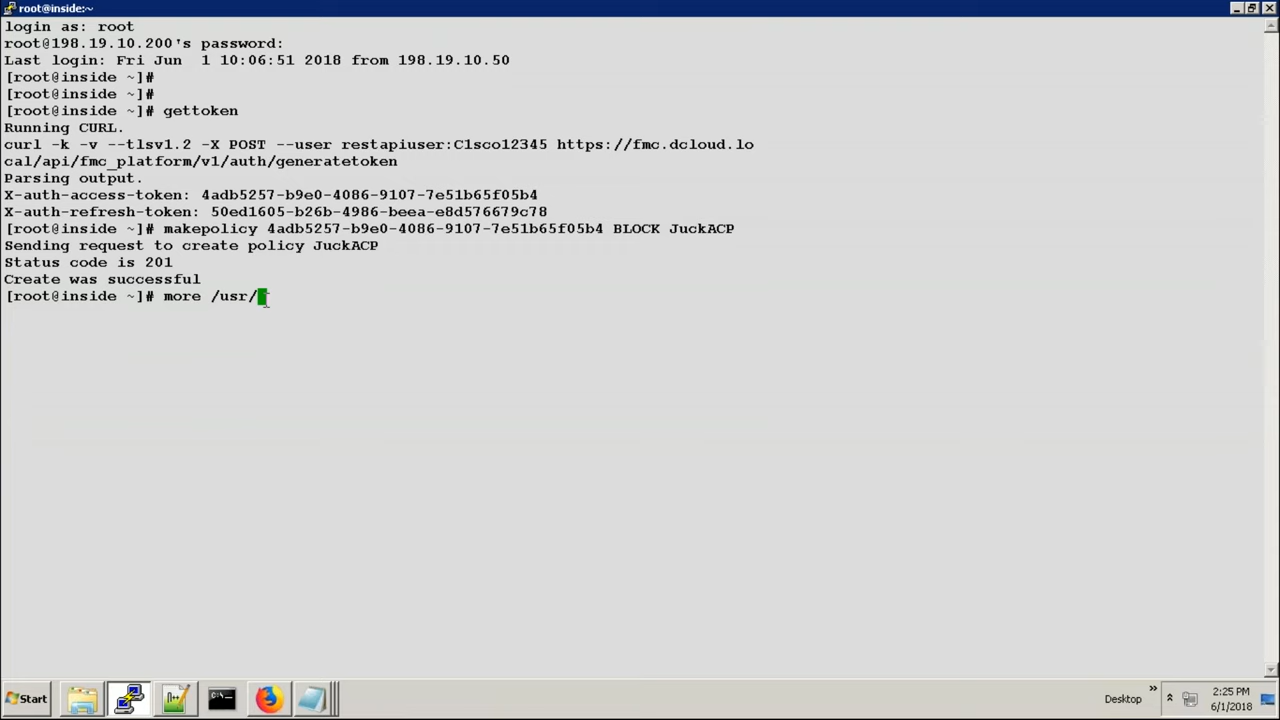 root@inside:~
login as: root
root@198.19.10.200's password:
Last login: Fri Jun  1 10:06:51 2018 from 198.19.10.50
[root@inside ~]#
[root@inside ~]#
[root@inside ~]# gettoken
Running CURL.
curl -k -v --tlsv1.2 -X POST --user restapiuser:C1sco12345 https://fmc.dcloud.lo
cal/api/fmc_platform/v1/auth/generatetoken
Parsing output.
X-auth-access-token: 4adb5257-b9e0-4086-9107-7e51b65f05b4
X-auth-refresh-token: 50ed1605-b26b-4986-beea-e8d576679c78
[root@inside ~]# makepolicy 4adb5257-b9e0-4086-9107-7e51b65f05b4 BLOCK JuckACP
Sending request to create policy JuckACP
Status code is 201
Create was successful
[root@inside ~]# more /usr/
Start
Desktop
»
2:25 PM
6/1/2018